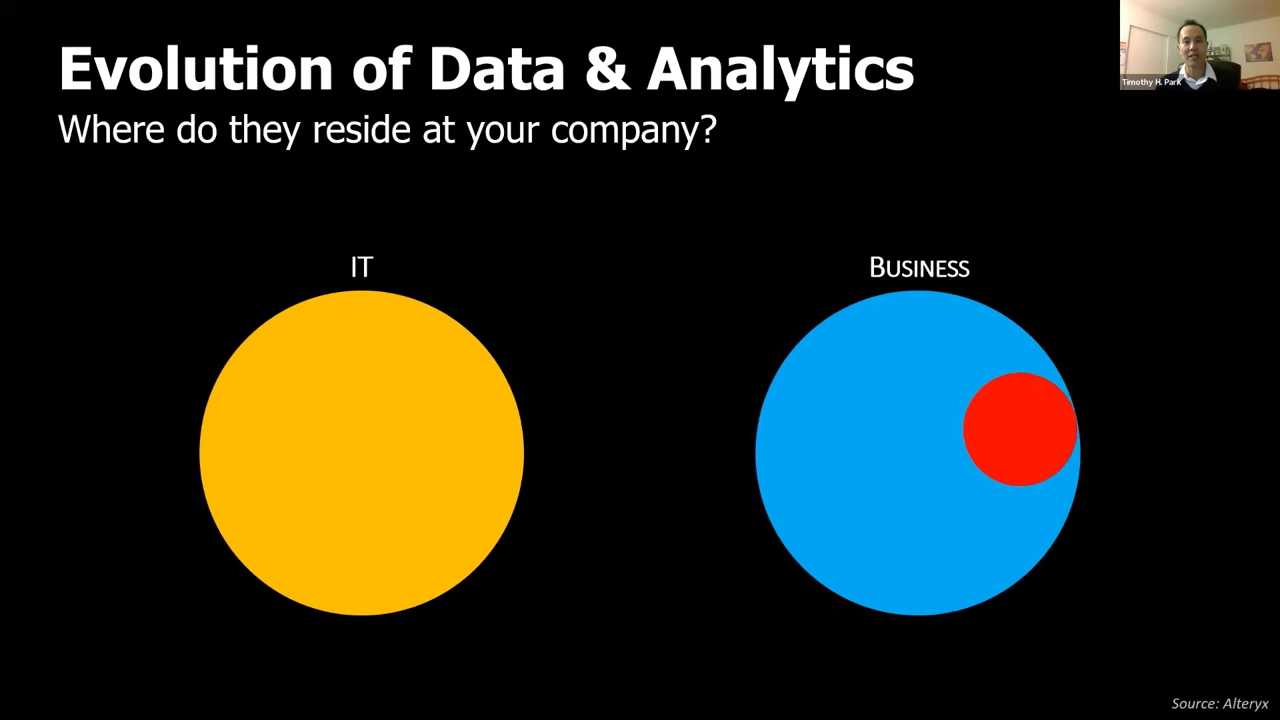 Evolution of Data & Analytics
Where do they reside at your company?
Timothy H. Park
IT
BUSINESS
Source: Alteryx